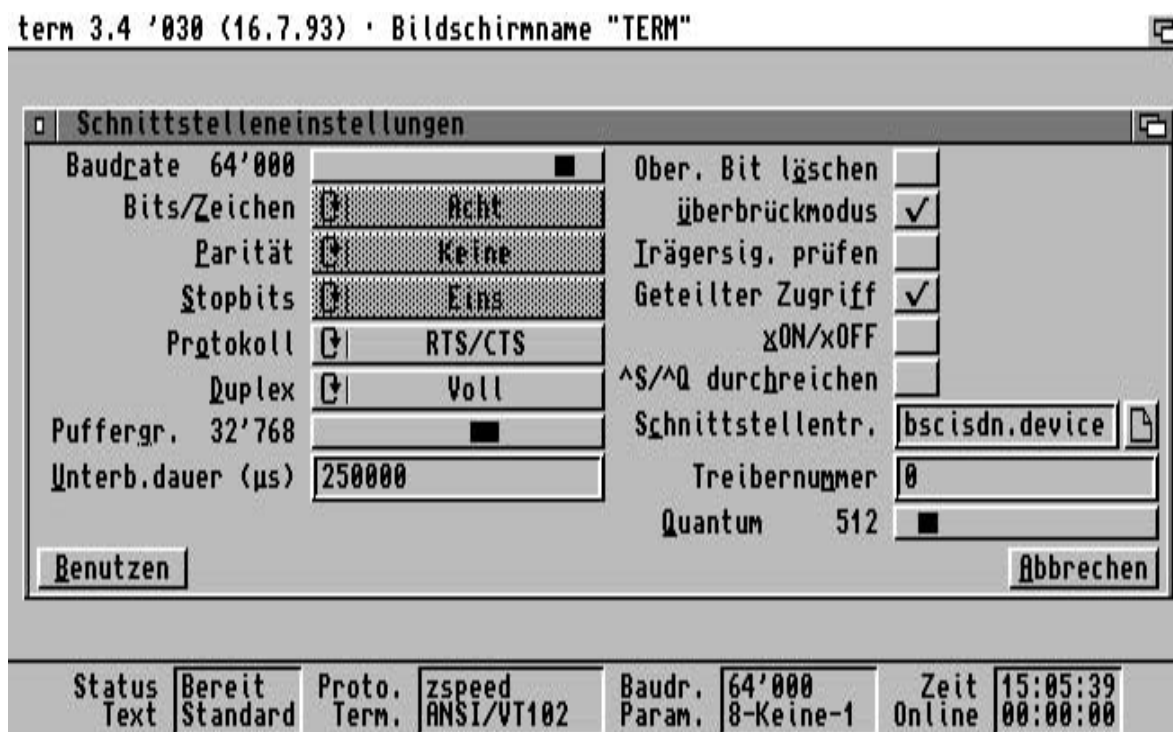 term 3.4 '030 (16.7.93) · Bildschirmname "TERM"
Schnittstelleneinstellungen
Baudrate 64'000
Bits/Zeichen Acht
Parität Keine
Stopbits Eins
Protokoll RTS/CTS
Duplex Voll
Puffergr. 32'768
Unterb.dauer (µs) 250000
Ober. Bit löschen
überbrückmodus
Trägersig. prüfen
Geteilter Zugriff
xON/xOFF
^S/^Q durchreichen
Schnittstellentr. bscisdn.device
Treibernummer 0
Quantum 512
Benutzen
Abbrechen
Status Bereit Proto. zspeed Baudr. 64'000 Zeit 15:05:39
Text Standard Term. ANSI/VT102 Param. 8-Keine-1 Online 00:00:00